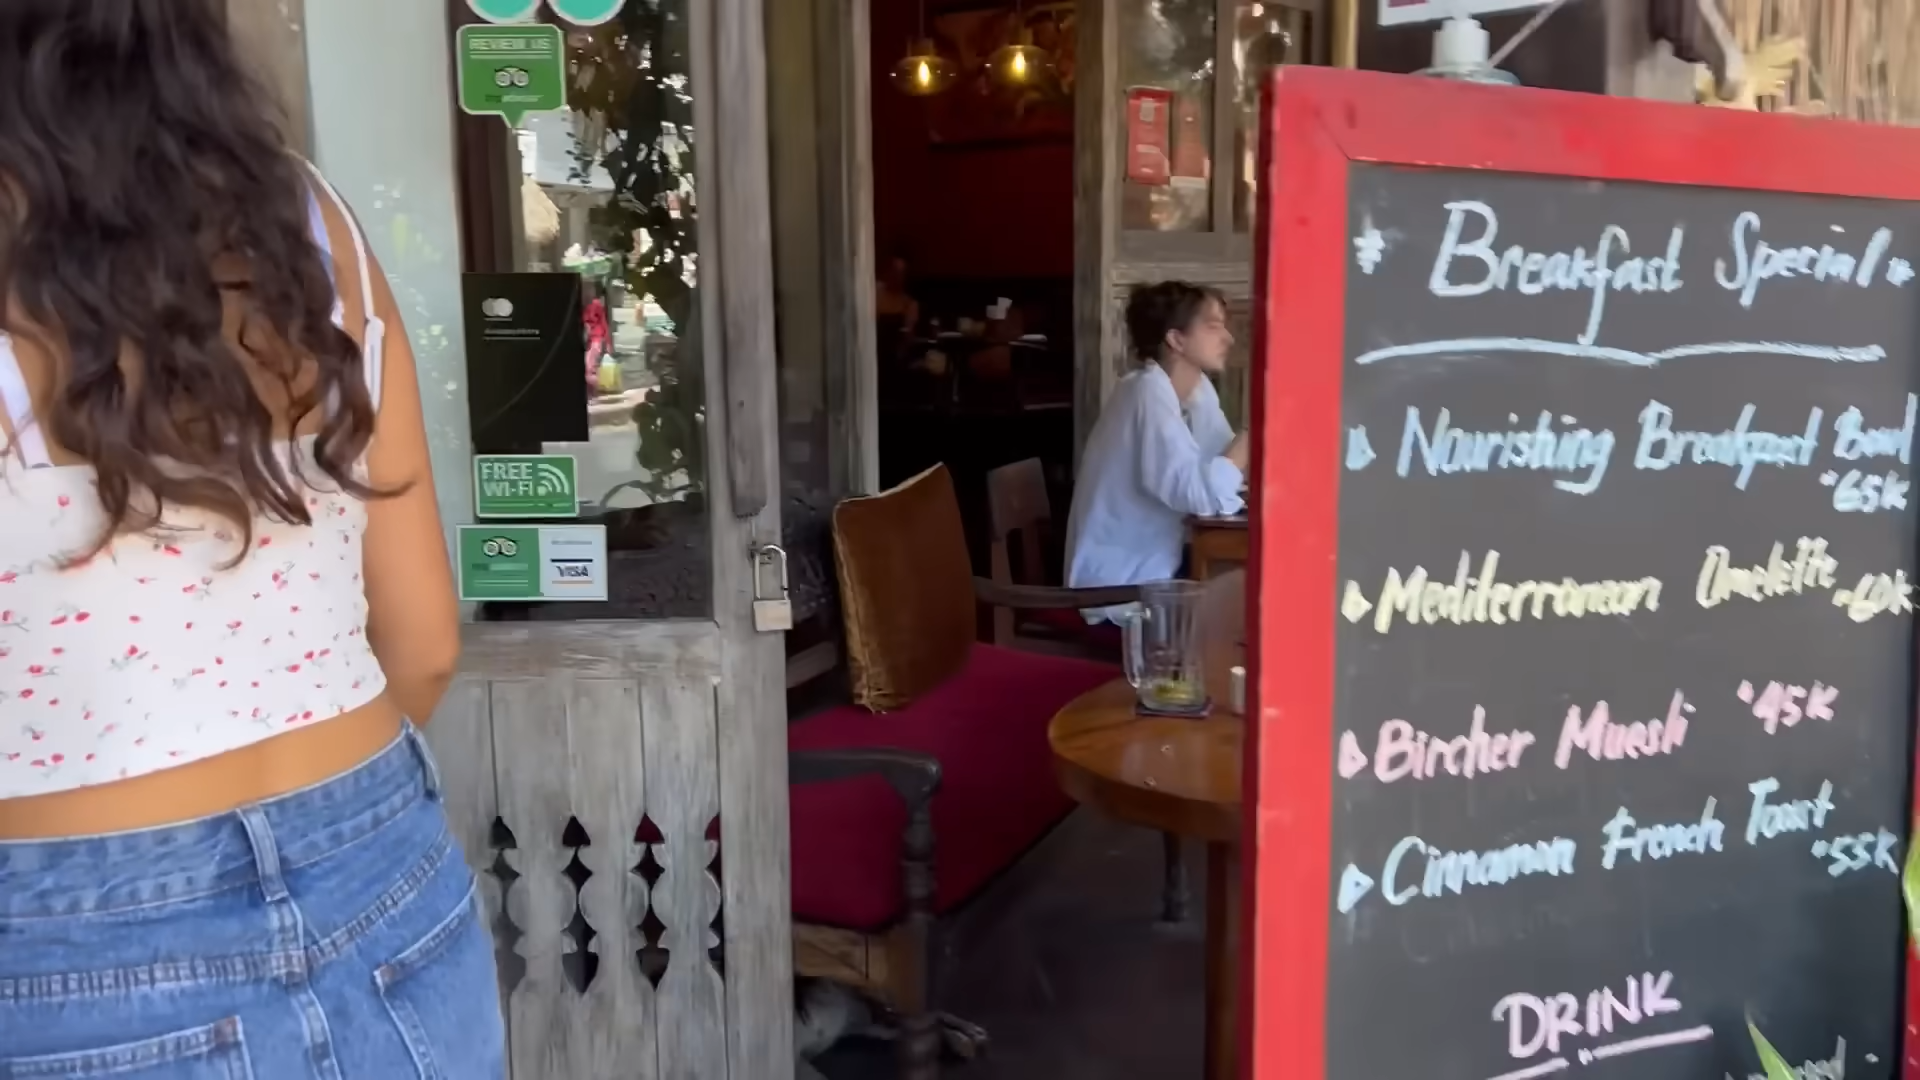 REVIEW US
FREE
WI-FI
VISA
* Breakfast Special *
Nourishing Breakfast Bowl
"65K
Mediterranean Omelette "60K
Bircher Muesli "45K
Cinnamon French Toast
"55K
DRINK